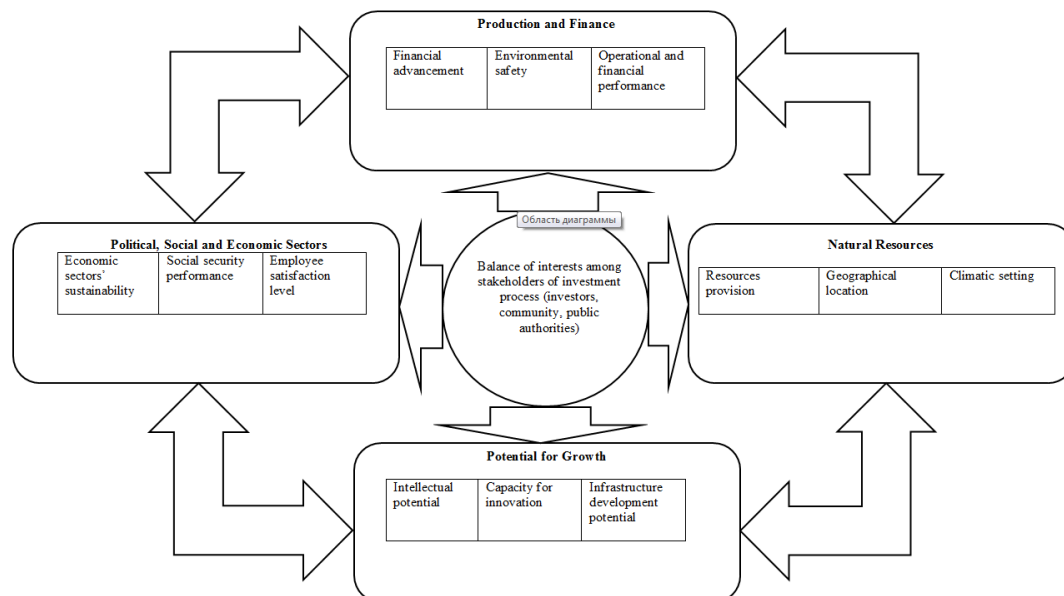 Production and Finance
Financial
advancement
Environmental
safety
Operational and
financial
performance
Political, Social and Economic Sectors
Economic
sectors’
sustainability
Social security
performance
Employee
satisfaction
level
Область диаграммы
Balance of interests among
stakeholders of investment
process (investors,
community, public
authorities)
Natural Resources
Resources
provision
Geographical
location
Climatic setting
Potential for Growth
Intellectual
potential
Capacity for
innovation
Infrastructure
development
potential